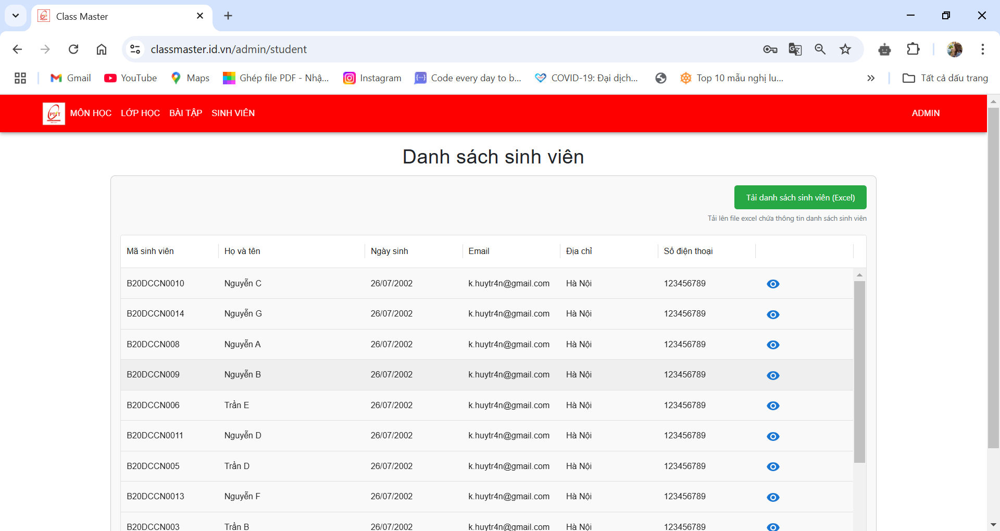 Class Master
classmaster.id.vn/admin/student
Gmail YouTube Maps Ghép file PDF - Nhậ... Instagram Code every day to b... COVID-19: Đại dịch... Top 10 mẫu nghị lu... Tất cả dấu trang
PTIT MÔN HỌC LỚP HỌC BÀI TẬP SINH VIÊN ADMIN
Danh sách sinh viên
Tải danh sách sinh viên (Excel)
Tải lên file excel chứa thông tin danh sách sinh viên
Mã sinh viên Họ và tên Ngày sinh Email Địa chỉ Số điện thoại
B20DCCN0010 Nguyễn C 26/07/2002 k.huytr4n@gmail.com Hà Nội 123456789
B20DCCN0014 Nguyễn G 26/07/2002 k.huytr4n@gmail.com Hà Nội 123456789
B20DCCN008 Nguyễn A 26/07/2002 k.huytr4n@gmail.com Hà Nội 123456789
B20DCCN009 Nguyễn B 26/07/2002 k.huytr4n@gmail.com Hà Nội 123456789
B20DCCN006 Trần E 26/07/2002 k.huytr4n@gmail.com Hà Nội 123456789
B20DCCN0011 Nguyễn D 26/07/2002 k.huytr4n@gmail.com Hà Nội 123456789
B20DCCN005 Trần D 26/07/2002 k.huytr4n@gmail.com Hà Nội 123456789
B20DCCN0013 Nguyễn F 26/07/2002 k.huytr4n@gmail.com Hà Nội 123456789
B20DCCN003 Trần B 26/07/2002 k.huytr4n@gmail.com Hà Nội 123456789